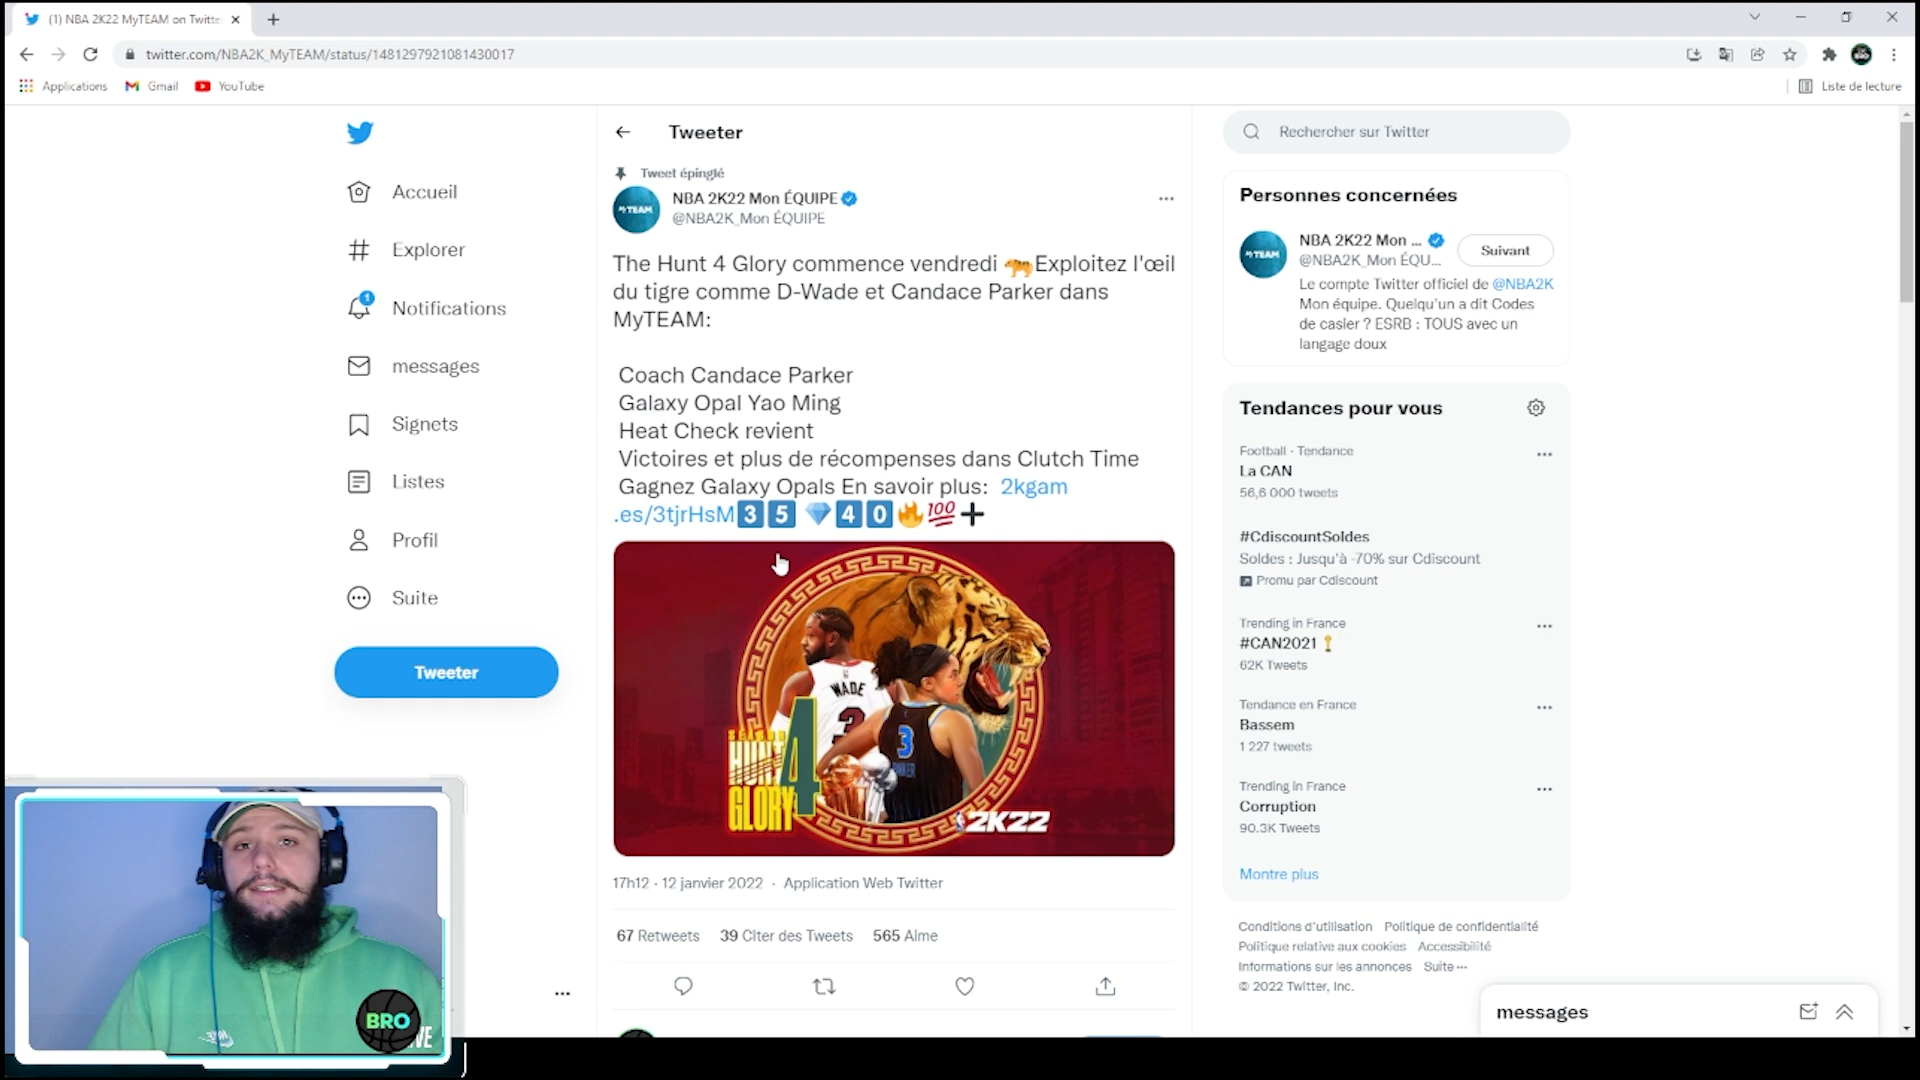 (1) NBA 2K22 MyTEAM on Twitte
twitter.com/NBA2K_MyTEAM/status/1481297921081430017
Applications
Gmail
YouTube
Liste de lecture
Accueil
Explorer
1
Notifications
messages
Signets
Listes
Profil
Suite
Tweeter
Tweeter
Tweet épinglé
MyTEAM
NBA 2K22 Mon ÉQUIPE
@NBA2K_Mon ÉQUIPE
The Hunt 4 Glory commence vendredi 🐅Exploitez l'œil
du tigre comme D-Wade et Candace Parker dans
MyTEAM:
Coach Candace Parker
Galaxy Opal Yao Ming
Heat Check revient
Victoires et plus de récompenses dans Clutch Time
Gagnez Galaxy Opals En savoir plus: 2kgam
.es/3tjrHsM3️⃣5️⃣ 💎4️⃣0️⃣🔥💯➕
WADE
3
3
SEASON
HUNT 4
GLORY
2K22
17h12 · 12 janvier 2022 · Application Web Twitter
67 Retweets 39 Citer des Tweets 565 Aime
Rechercher sur Twitter
Personnes concernées
MyTEAM
NBA 2K22 Mon ...
@NBA2K_Mon ÉQU...
Suivant
Le compte Twitter officiel de @NBA2K
Mon équipe. Quelqu'un a dit Codes
de casier ? ESRB : TOUS avec un
langage doux
Tendances pour vous
Football · Tendance
La CAN
56,6 000 tweets
#CdiscountSoldes
Soldes : Jusqu'à -70% sur Cdiscount
Promu par Cdiscount
Trending in France
#CAN2021
62K Tweets
Tendance en France
Bassem
1 227 tweets
Trending in France
Corruption
90.3K Tweets
Montre plus
Conditions d'utilisation Politique de confidentialité
Politique relative aux cookies Accessibilité
Informations sur les annonces Suite ···
© 2022 Twitter, Inc.
messages
BRO